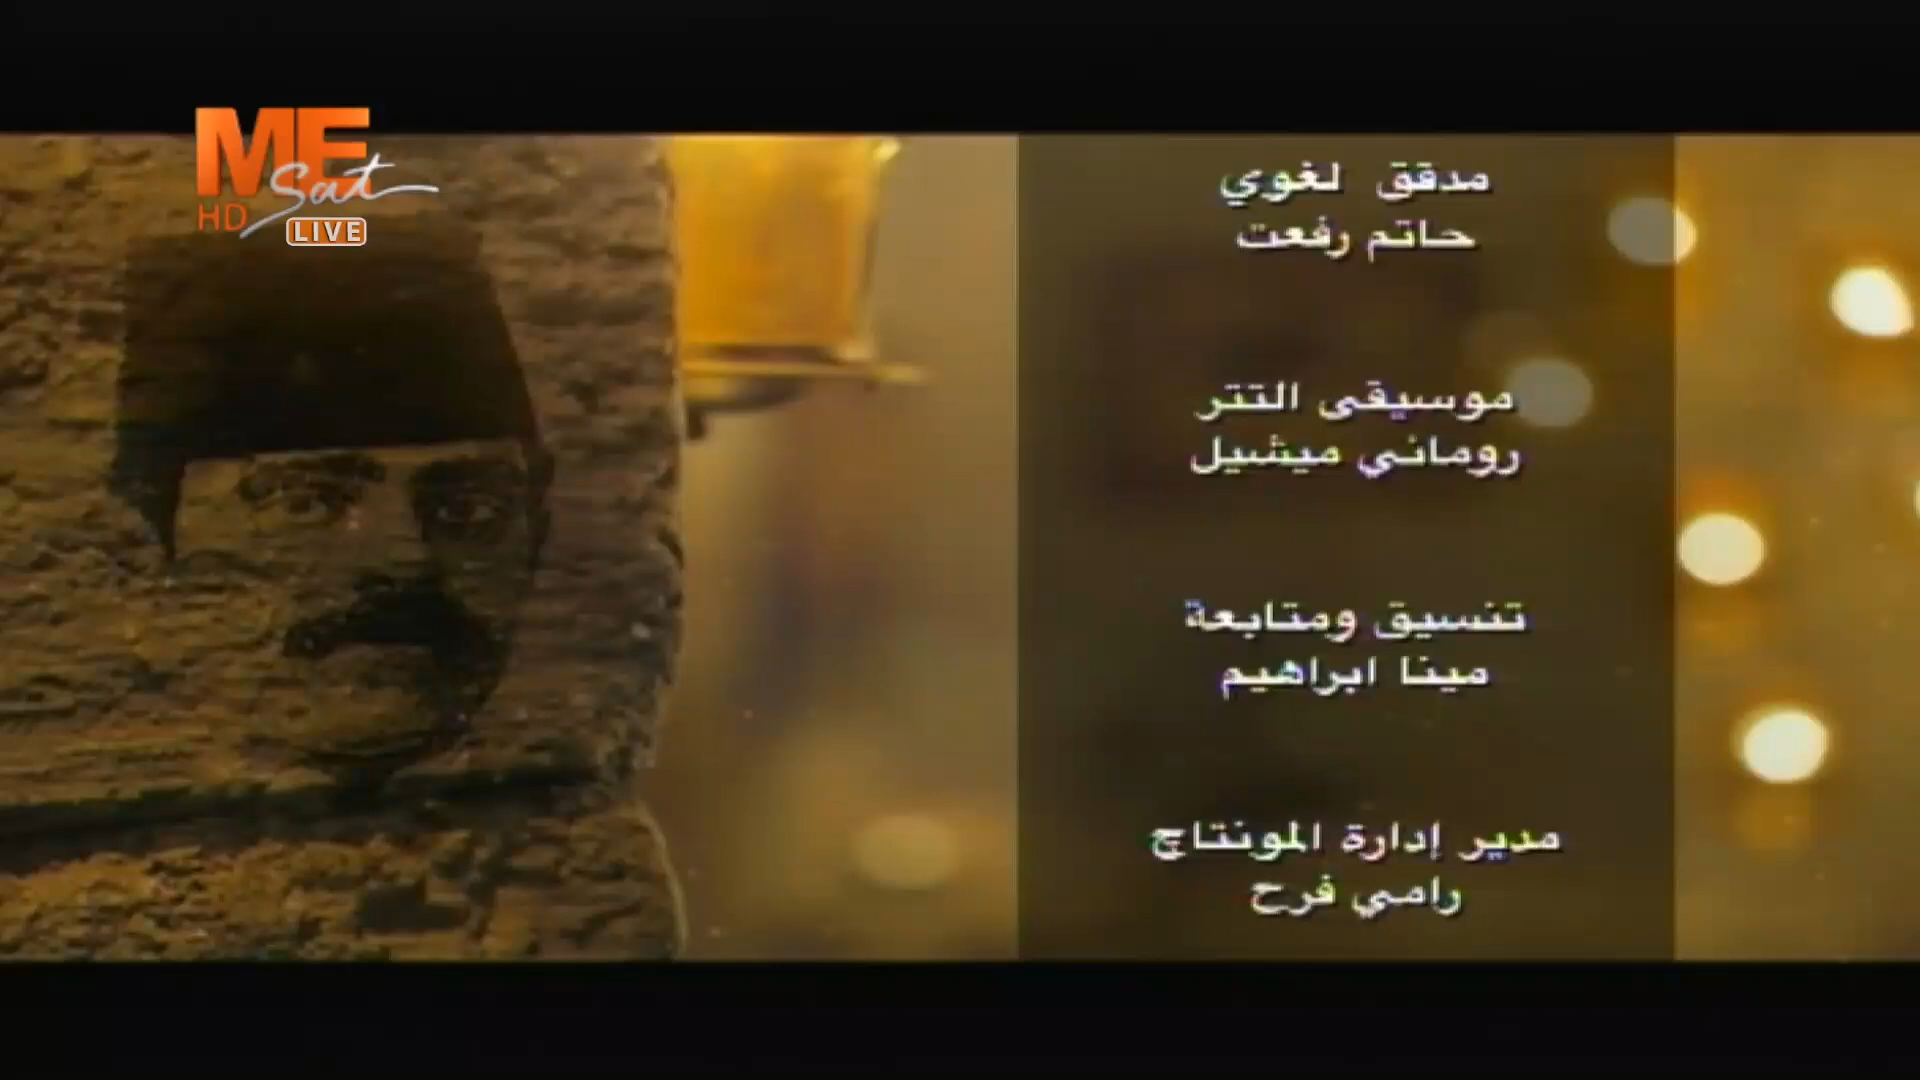 ME
Sat
HD
LIVE
مدقق لغوي
حاتم رفعت
موسيقى التتر
روماني ميشيل
تنسيق ومتابعة
مينا ابراهيم
مدير إدارة المونتاج
رامي فرح